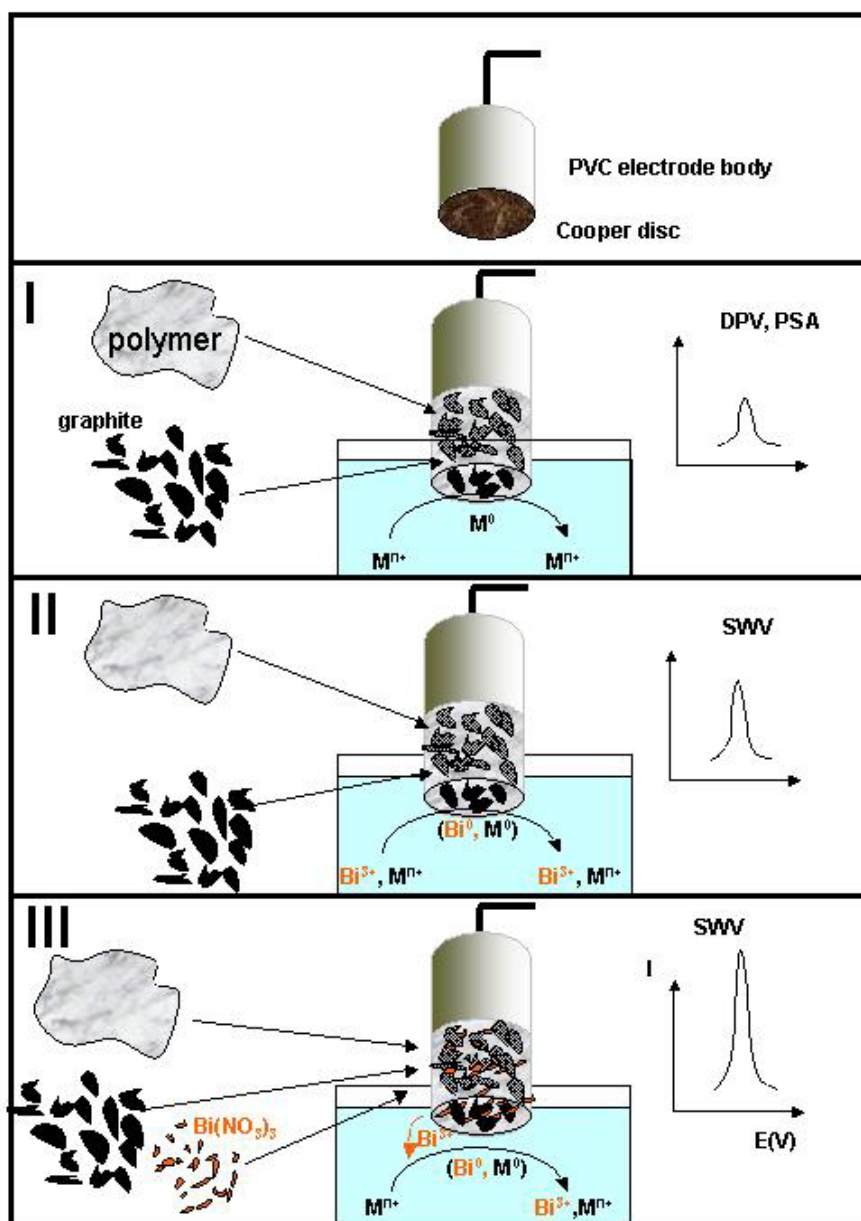 PVC electrode body
Cooper disc
I
polymer
graphite
DPV, PSA
M⁰
Mⁿ⁺ Mⁿ⁺
II
SWV
(Bi⁰, M⁰)
Bi³⁺, Mⁿ⁺ Bi³⁺, Mⁿ⁺
III
SWV
I
Bi(NO₃)₃
Bi³⁺
E(V)
(Bi⁰, M⁰)
Mⁿ⁺ Bi³⁺,Mⁿ⁺